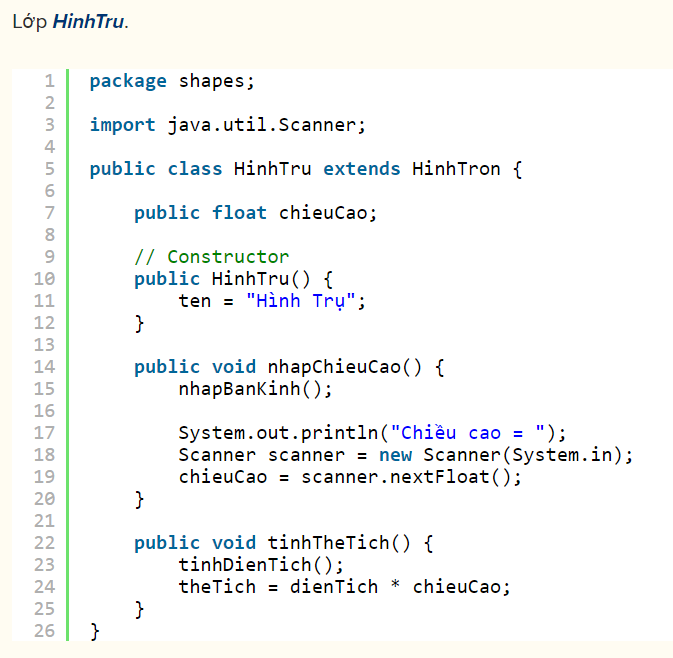 Lớp HinhTru.
1 package shapes;
2
3 import java.util.Scanner;
4
5 public class HinhTru extends HinhTron {
6
7     public float chieuCao;
8
9     // Constructor
10     public HinhTru() {
11         ten = "Hình Trụ";
12     }
13
14     public void nhapChieuCao() {
15         nhapBanKinh();
16
17         System.out.println("Chiều cao = ");
18         Scanner scanner = new Scanner(System.in);
19         chieuCao = scanner.nextFloat();
20     }
21
22     public void tinhTheTich() {
23         tinhDienTich();
24         theTich = dienTich * chieuCao;
25     }
26 }